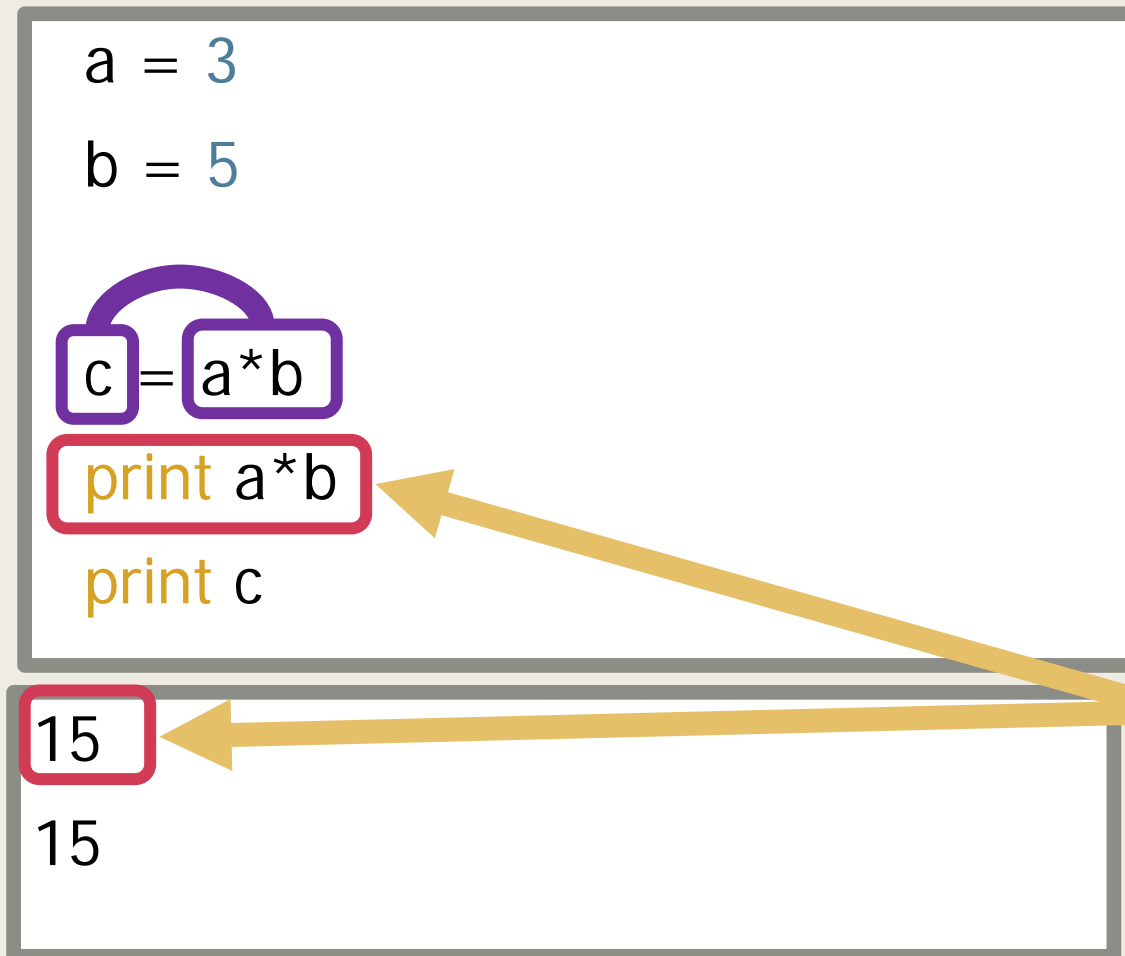 a = 3
b = 5
c = a*b
print a*b
print c
15
15